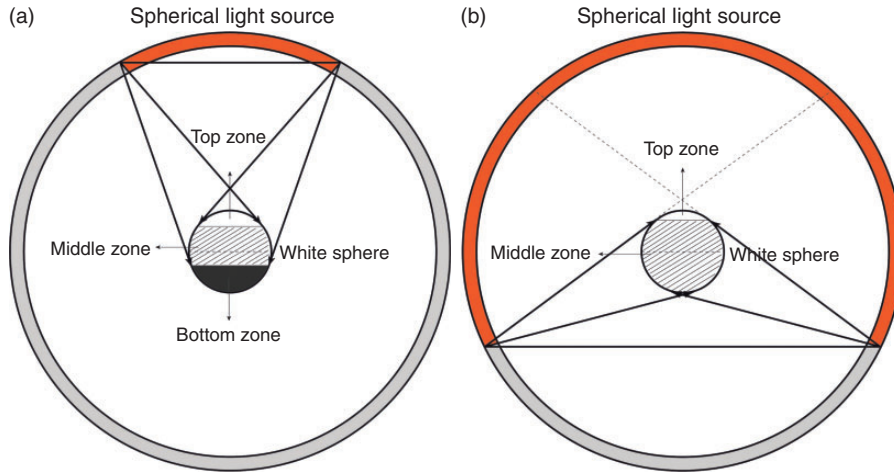 (a)
Spherical light source
Top zone
Middle zone
White sphere
Bottom zone
(b)
Spherical light source
Top zone
Middle zone
White sphere